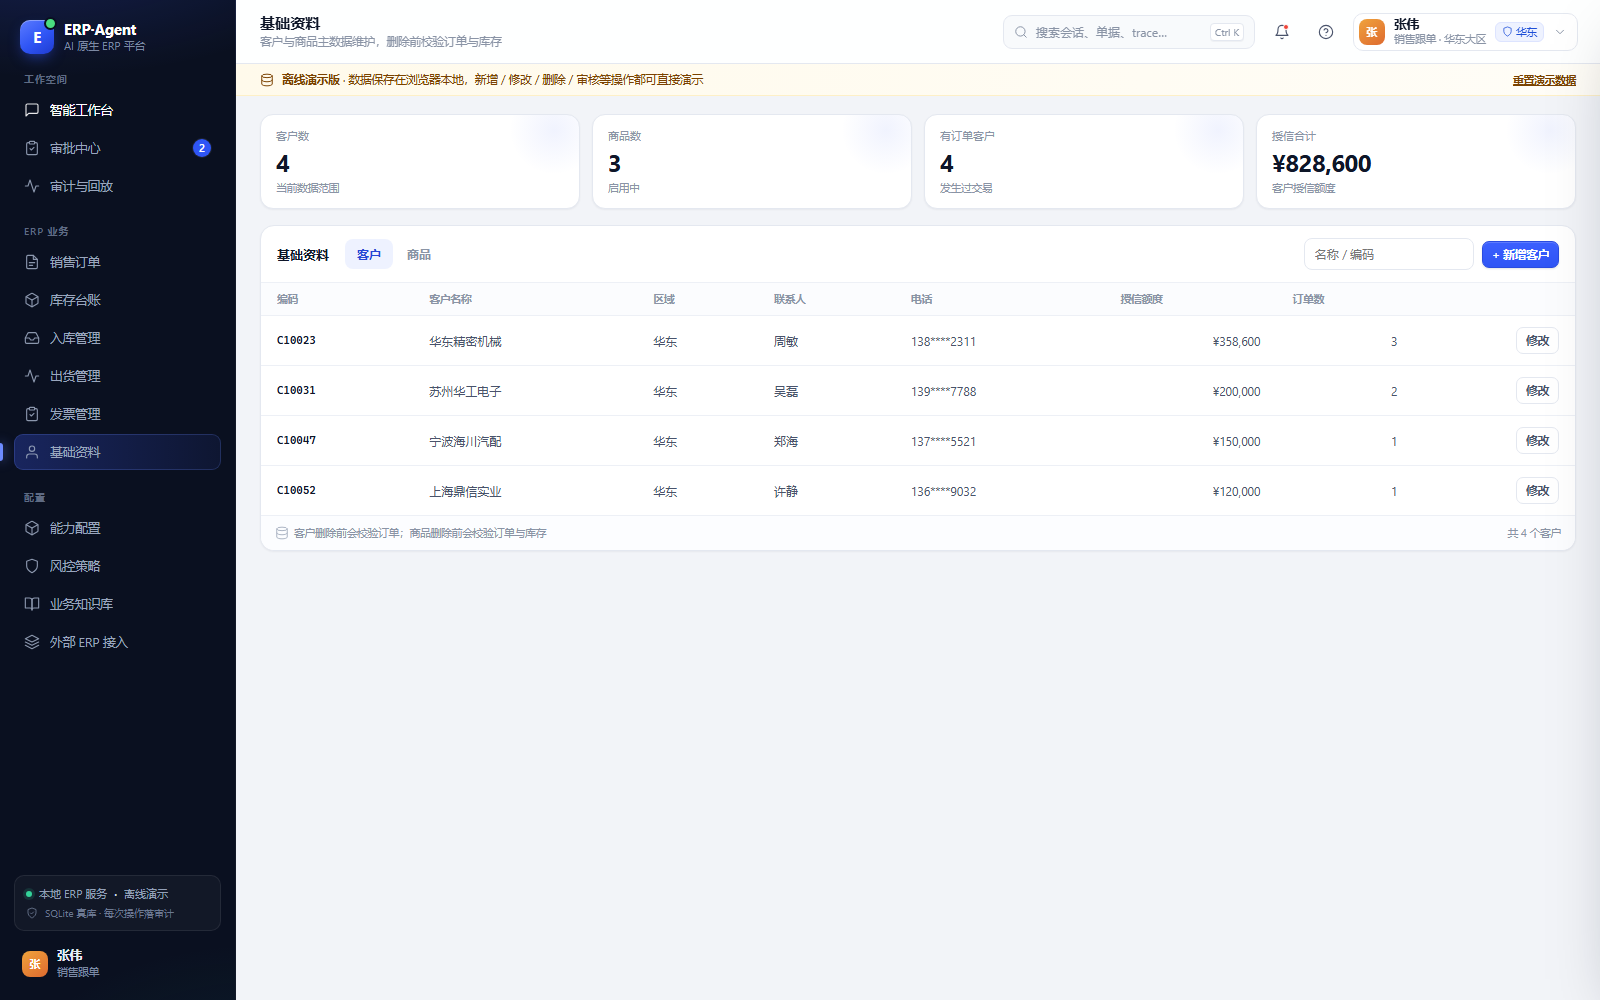 E
ERP-Agent
AI 原生 ERP 平台
工作空间
智能工作台
审批中心
2
审计与回放
ERP 业务
销售订单
库存台账
入库管理
出货管理
发票管理
基础资料
配置
能力配置
风控策略
业务知识库
外部 ERP 接入
本地 ERP 服务 · 离线演示
SQLite 真库 · 每次操作落审计
张
张伟
销售跟单
基础资料
客户与商品主数据维护，删除前校验订单与库存
搜索会话、单据、trace...
Ctrl K
张
张伟
销售跟单 · 华东大区
华东
离线演示版 · 数据保存在浏览器本地，新增 / 修改 / 删除 / 审核等操作都可直接演示
重置演示数据
客户数
4
当前数据范围
商品数
3
启用中
有订单客户
4
发生过交易
授信合计
¥828,600
客户授信额度
基础资料
客户
商品
名称 / 编码
+ 新增客户
编码 客户名称 区域 联系人 电话 授信额度 订单数
C10023 华东精密机械 华东 周敏 138****2311 ¥358,600 3 修改
C10031 苏州华工电子 华东 吴磊 139****7788 ¥200,000 2 修改
C10047 宁波海川汽配 华东 郑海 137****5521 ¥150,000 1 修改
C10052 上海鼎信实业 华东 许静 136****9032 ¥120,000 1 修改
客户删除前会校验订单；商品删除前会校验订单与库存
共 4 个客户